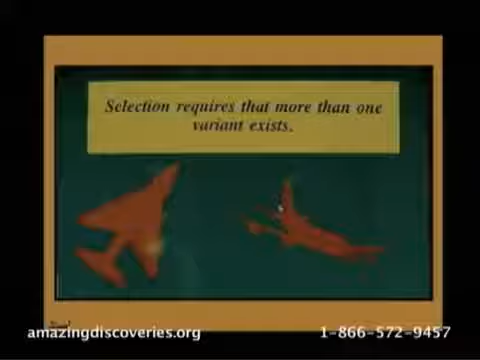 Selection requires that more than one
variant exists.
amazingdiscoveries.org
1-866-572-9457